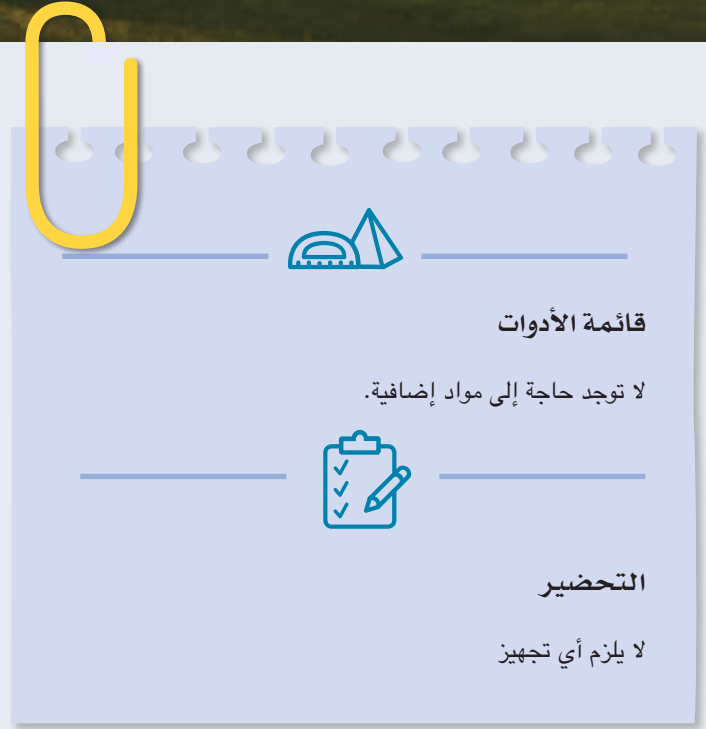 قائمة الأدوات
لا توجد حاجة إلى مواد إضافية.
التحضير
لا يلزم أي تجهيز